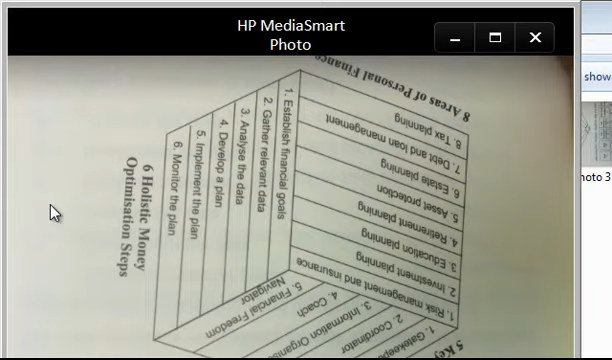 HP MediaSmart
Photo
show
hoto 3
8 Areas of Personal Finance
8. Tax planning
7. Debt and loan management
6. Estate planning
5. Asset protection
4. Retirement planning
3. Education planning
2. Investment planning
1. Risk management and insurance
1. Establish financial goals
2. Gather relevant data
3. Analyse the data
4. Develop a plan
5. Implement the plan
6. Monitor the plan
6 Holistic Money
Optimisation Steps
5. Financial Freedom
Navigator
4. Coach
3. Information Organis
2. Coordinator
1. Gatekeepe
5 Key